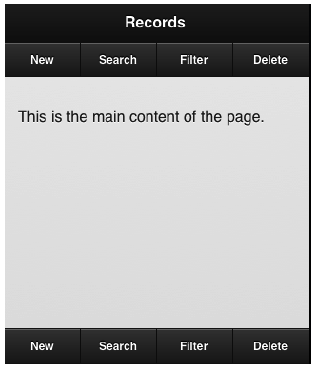 Records
New Search Filter Delete
This is the main content of the page.
New Search Filter Delete